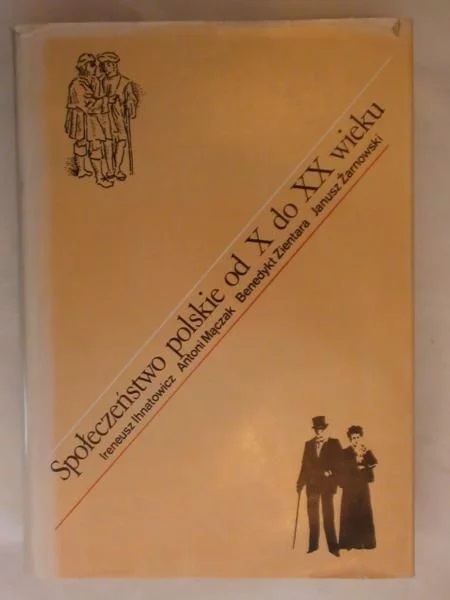 Społeczeństwo polskie od X do XX wieku
Ireneusz Ihnatowicz Antoni Mączak Benedykt Zientara Janusz Żarnowski